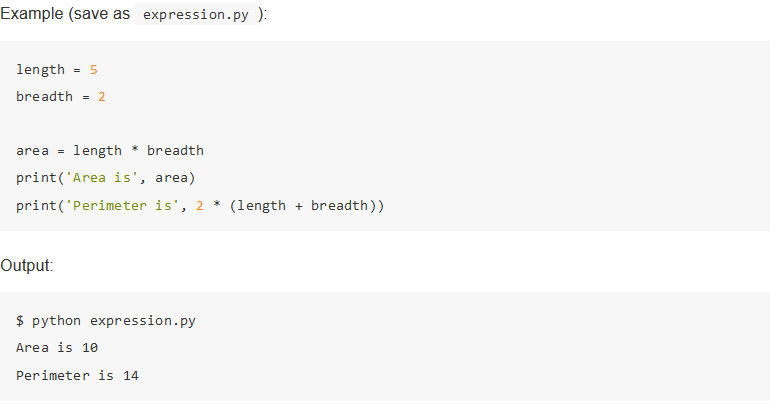 Example (save as expression.py ):
length = 5
breadth = 2
area = length * breadth
print('Area is', area)
print('Perimeter is', 2 * (length + breadth))
Output:
$ python expression.py
Area is 10
Perimeter is 14